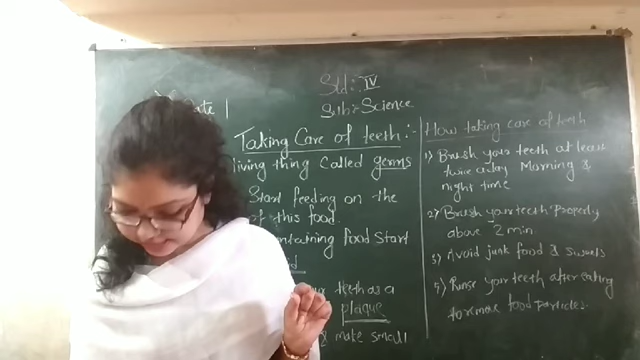 Std:- IV
Sub:- Science
Taking Care of teeth:-
living thing called germs
Start feeding on the
of this food.
ntaining food start
teeth as a
plaque
make small
How taking care of teeth
1) Brush your teeth at least
twice a day Morning &
night time
2) Brush your teeth properly
above 2 min
3) Avoid junk food &
Rinse your teeth after eating
to remove food particles.